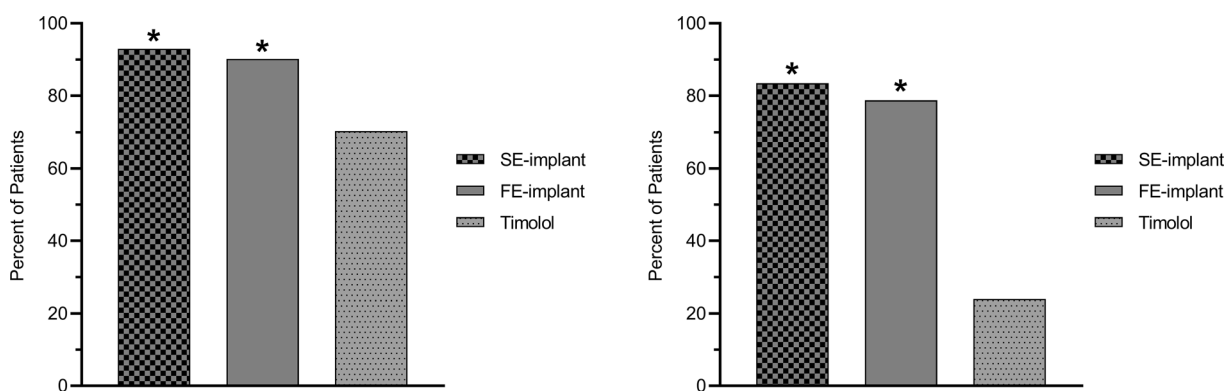 100
80
60
40
20
0
Percent of Patients
*
*
SE-implant
FE-implant
Timolol
100
80
60
40
20
0
Percent of Patients
*
*
SE-implant
FE-implant
Timolol